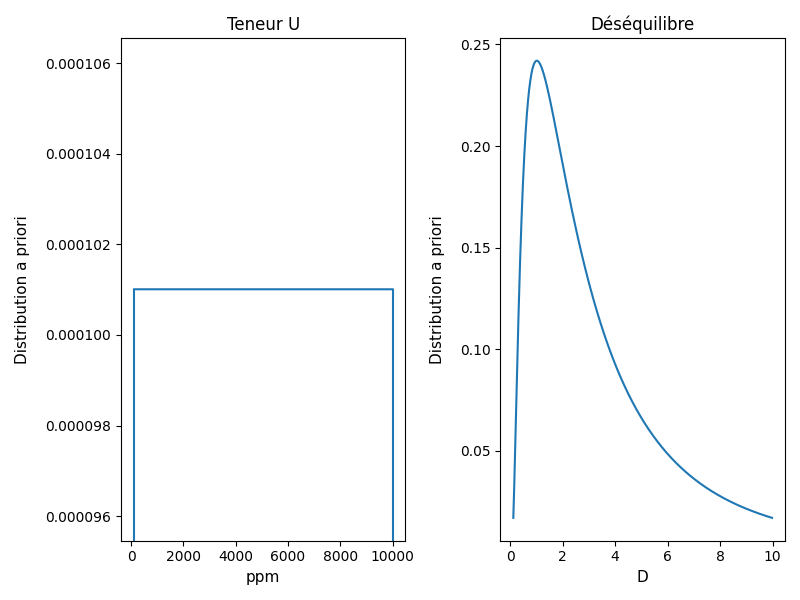 Teneur U
Distribution a priori
0.000106
0.000104
0.000102
0.000100
0.000098
0.000096
0 2000 4000 6000 8000 10000
ppm
Déséquilibre
Distribution a priori
0.25
0.20
0.15
0.10
0.05
0 2 4 6 8 10
D